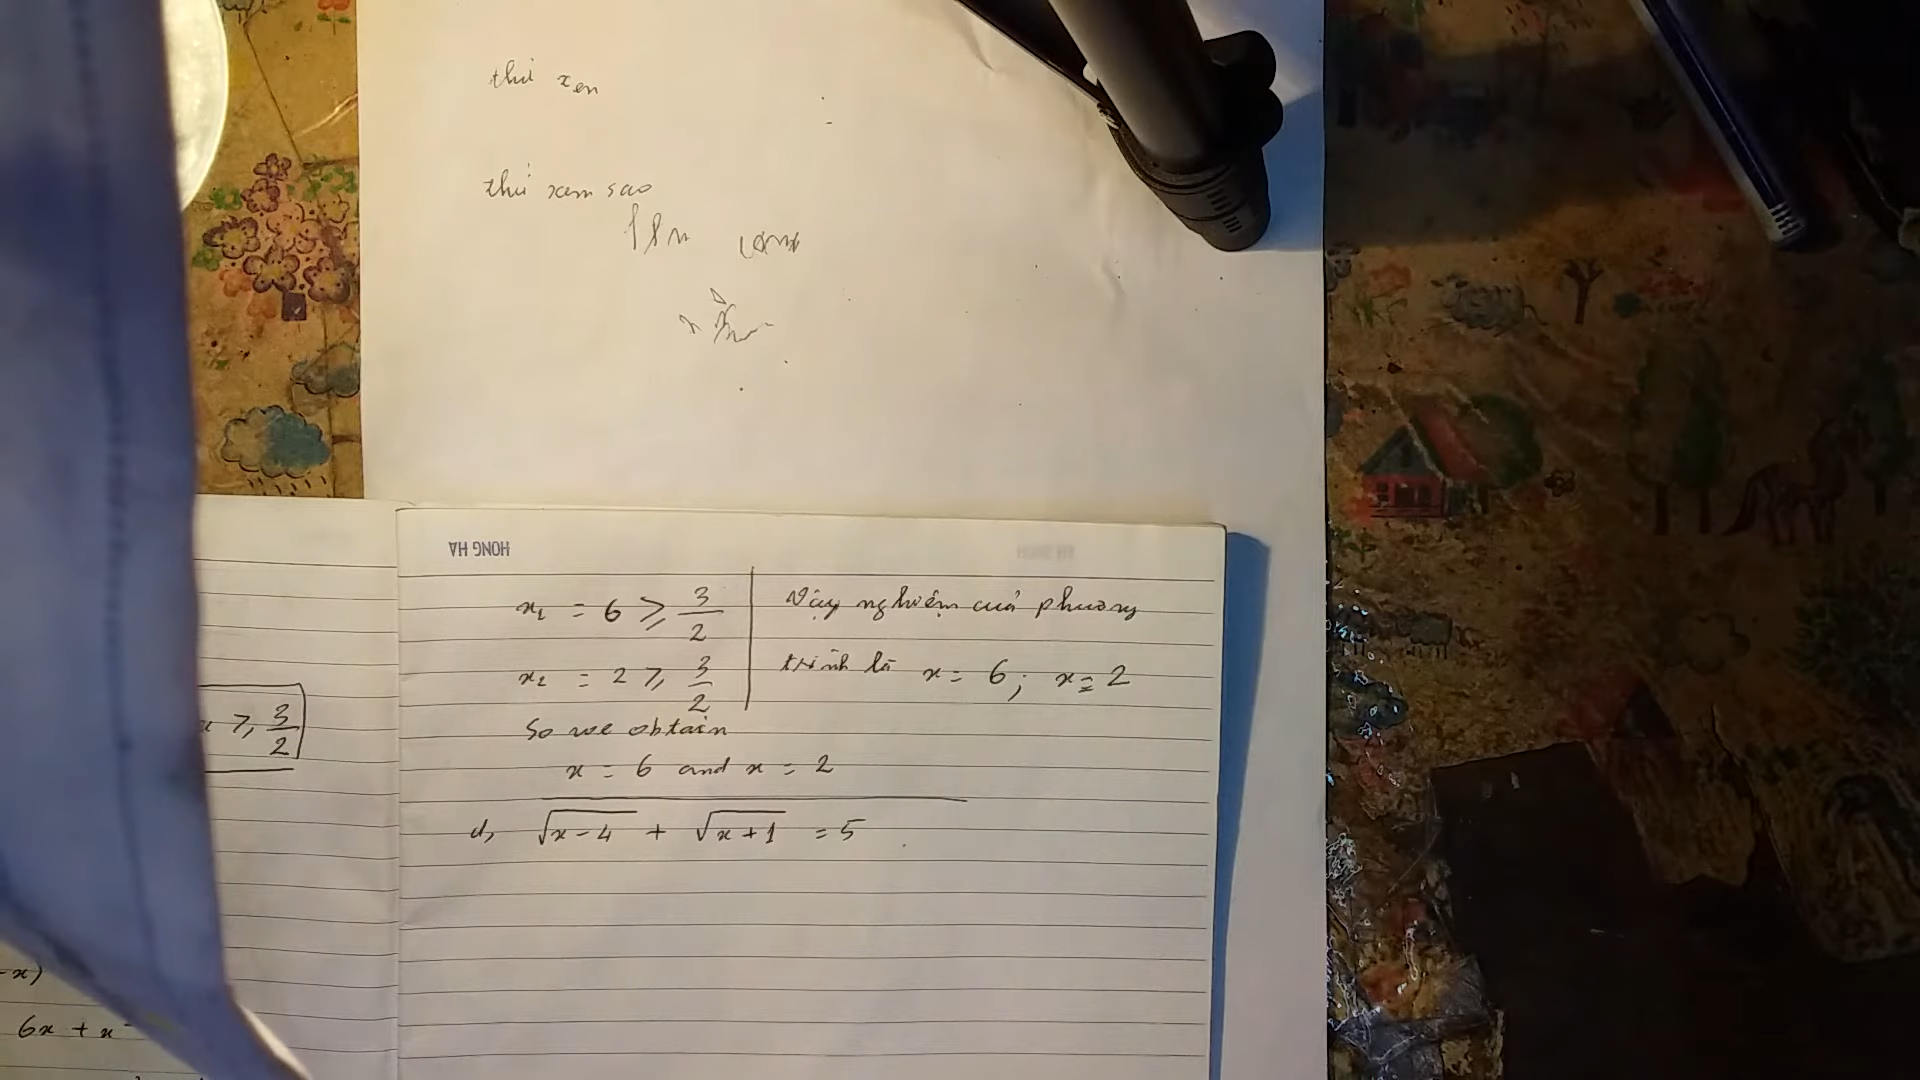 thử xem
thử xem sao
HONG HA
x₁ = 6 ⩾ 3/2
x₂ = 2 ⩾ 3/2
Vậy nghiệm của phương
trình là x = 6; x = 2
So we obtain
x = 6 and x = 2
d, √(x-4) + √(x+1) = 5
⩾ 3/2
-x)
6x + x